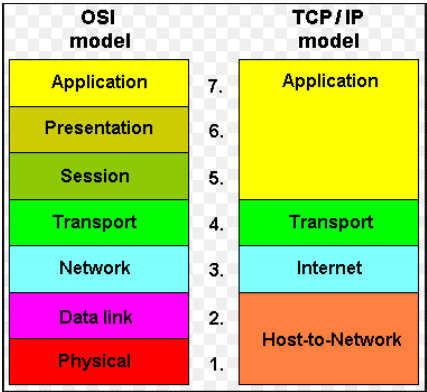 OSI TCP / IP
model model
Application 7. Application
Presentation 6.
Session 5.
Transport 4. Transport
Network 3. Internet
Data link 2.
Host-to-Network
Physical 1.